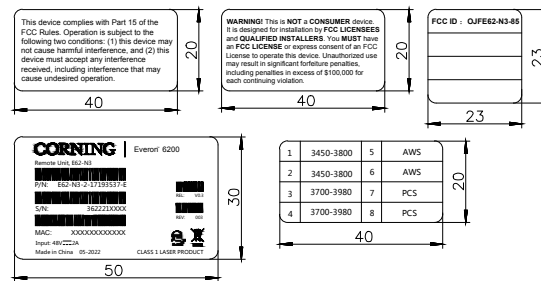 This device complies with Part 15 of the
FCC Rules. Operation is subject to the
following two conditions: (1) this device may
not cause harmful interference, and (2) this
device must accept any interference
received, including interference that may
cause undesired operation.
40
20
WARNING! This is NOT a CONSUMER device.
It is designed for installation by FCC LICENSEES
and QUALIFIED INSTALLERS. You MUST have
an FCC LICENSE or express consent of an FCC
License to operate this device. Unauthorized use
may result in significant forfeiture penalties,
including penalties in excess of $100,000 for
each continuing violation.
40
20
FCC ID : OJFE62-N3-85
23
23
CORNING Everon® 6200
Remote Unit, E62-N3
P/N: E62-N3-2-17193537-E
S/N: 362221XXXX
MAC: XXXXXXXXXXXX
REL: V0.3
REV: 003
Input: 48V 2A
Made in China 05-2022 CLASS 1 LASER PRODUCT
50
30
1 3450-3800 5 AWS
2 3450-3800 6 AWS
3 3700-3980 7 PCS
4 3700-3980 8 PCS
40
20